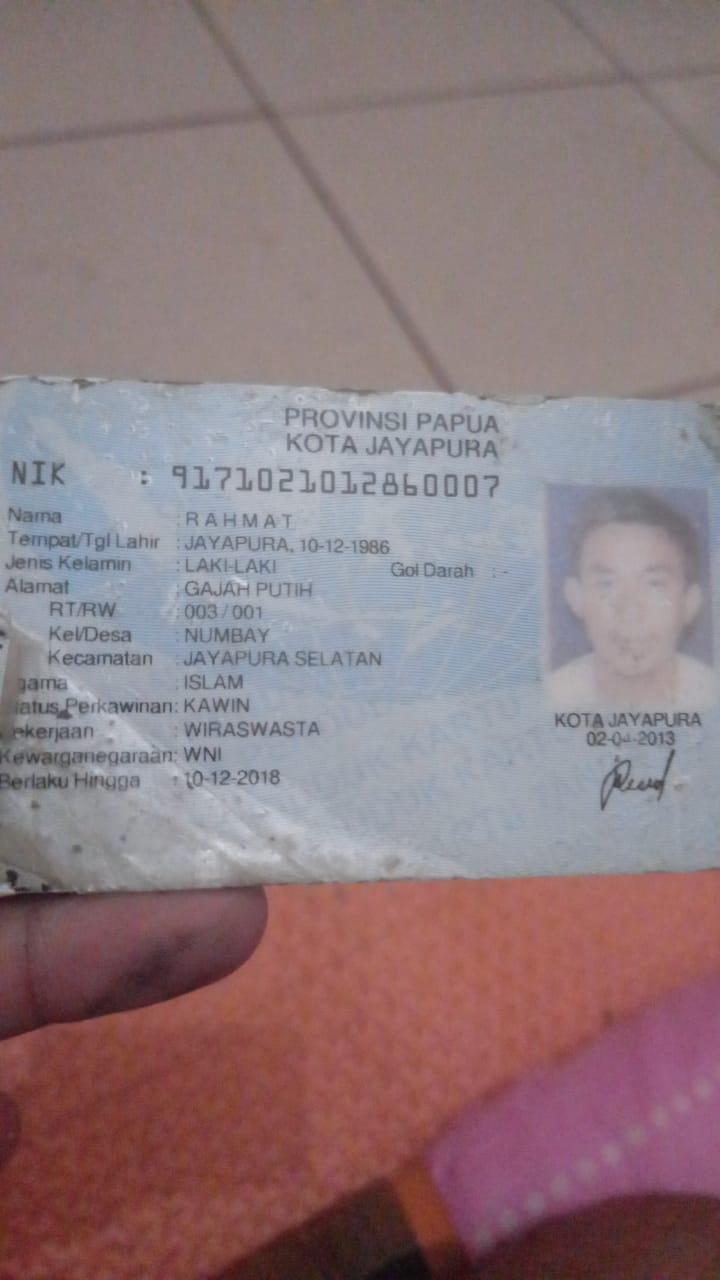 PROVINSI PAPUA
KOTA JAYAPURA
NIK : 9171021012860007
Nama : RAHMAT
Tempat/Tgl Lahir : JAYAPURA, 10-12-1986
Jenis Kelamin : LAKI-LAKI Gol Darah : -
Alamat : GAJAH PUTIH
RT/RW : 003 / 001
Kel/Desa : NUMBAY
Kecamatan : JAYAPURA SELATAN
gama : ISLAM
atus Perkawinan: KAWIN
ekerjaan : WIRASWASTA
Kewarganegaraan: WNI
Berlaku Hingga : 10-12-2018
KOTA JAYAPURA
02-04-2013